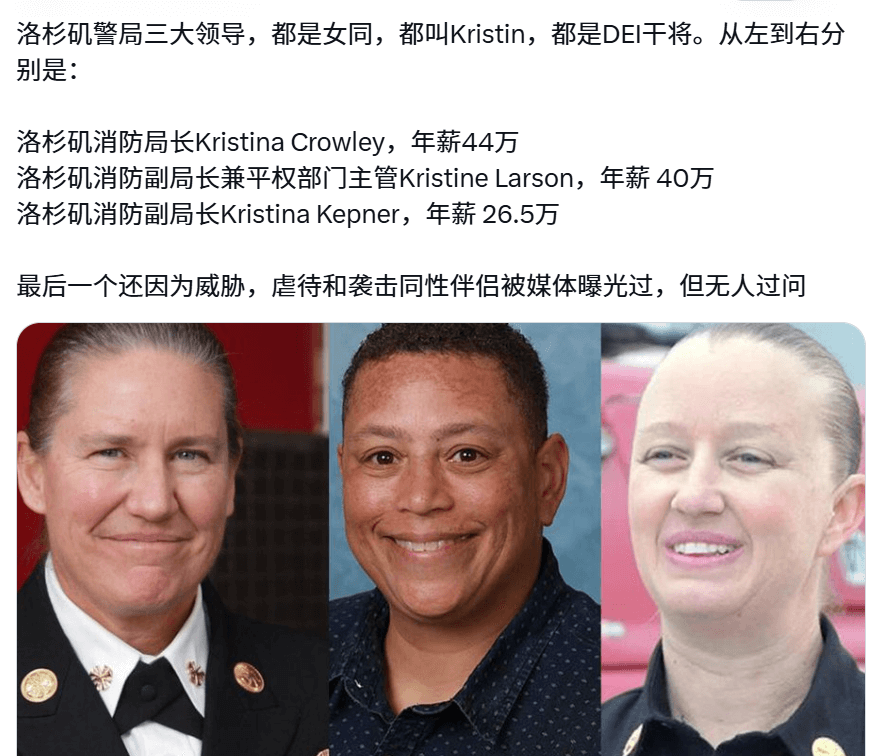 洛杉矶警局三大领导，都是女同，都叫Kristin，都是DEI干将。从左到右分
别是：
洛杉矶消防局长Kristina Crowley，年薪44万
洛杉矶消防副局长兼平权部门主管Kristine Larson，年薪 40万
洛杉矶消防副局长Kristina Kepner，年薪 26.5万
最后一个还因为威胁，虐待和袭击同性伴侣被媒体曝光过，但无人过问